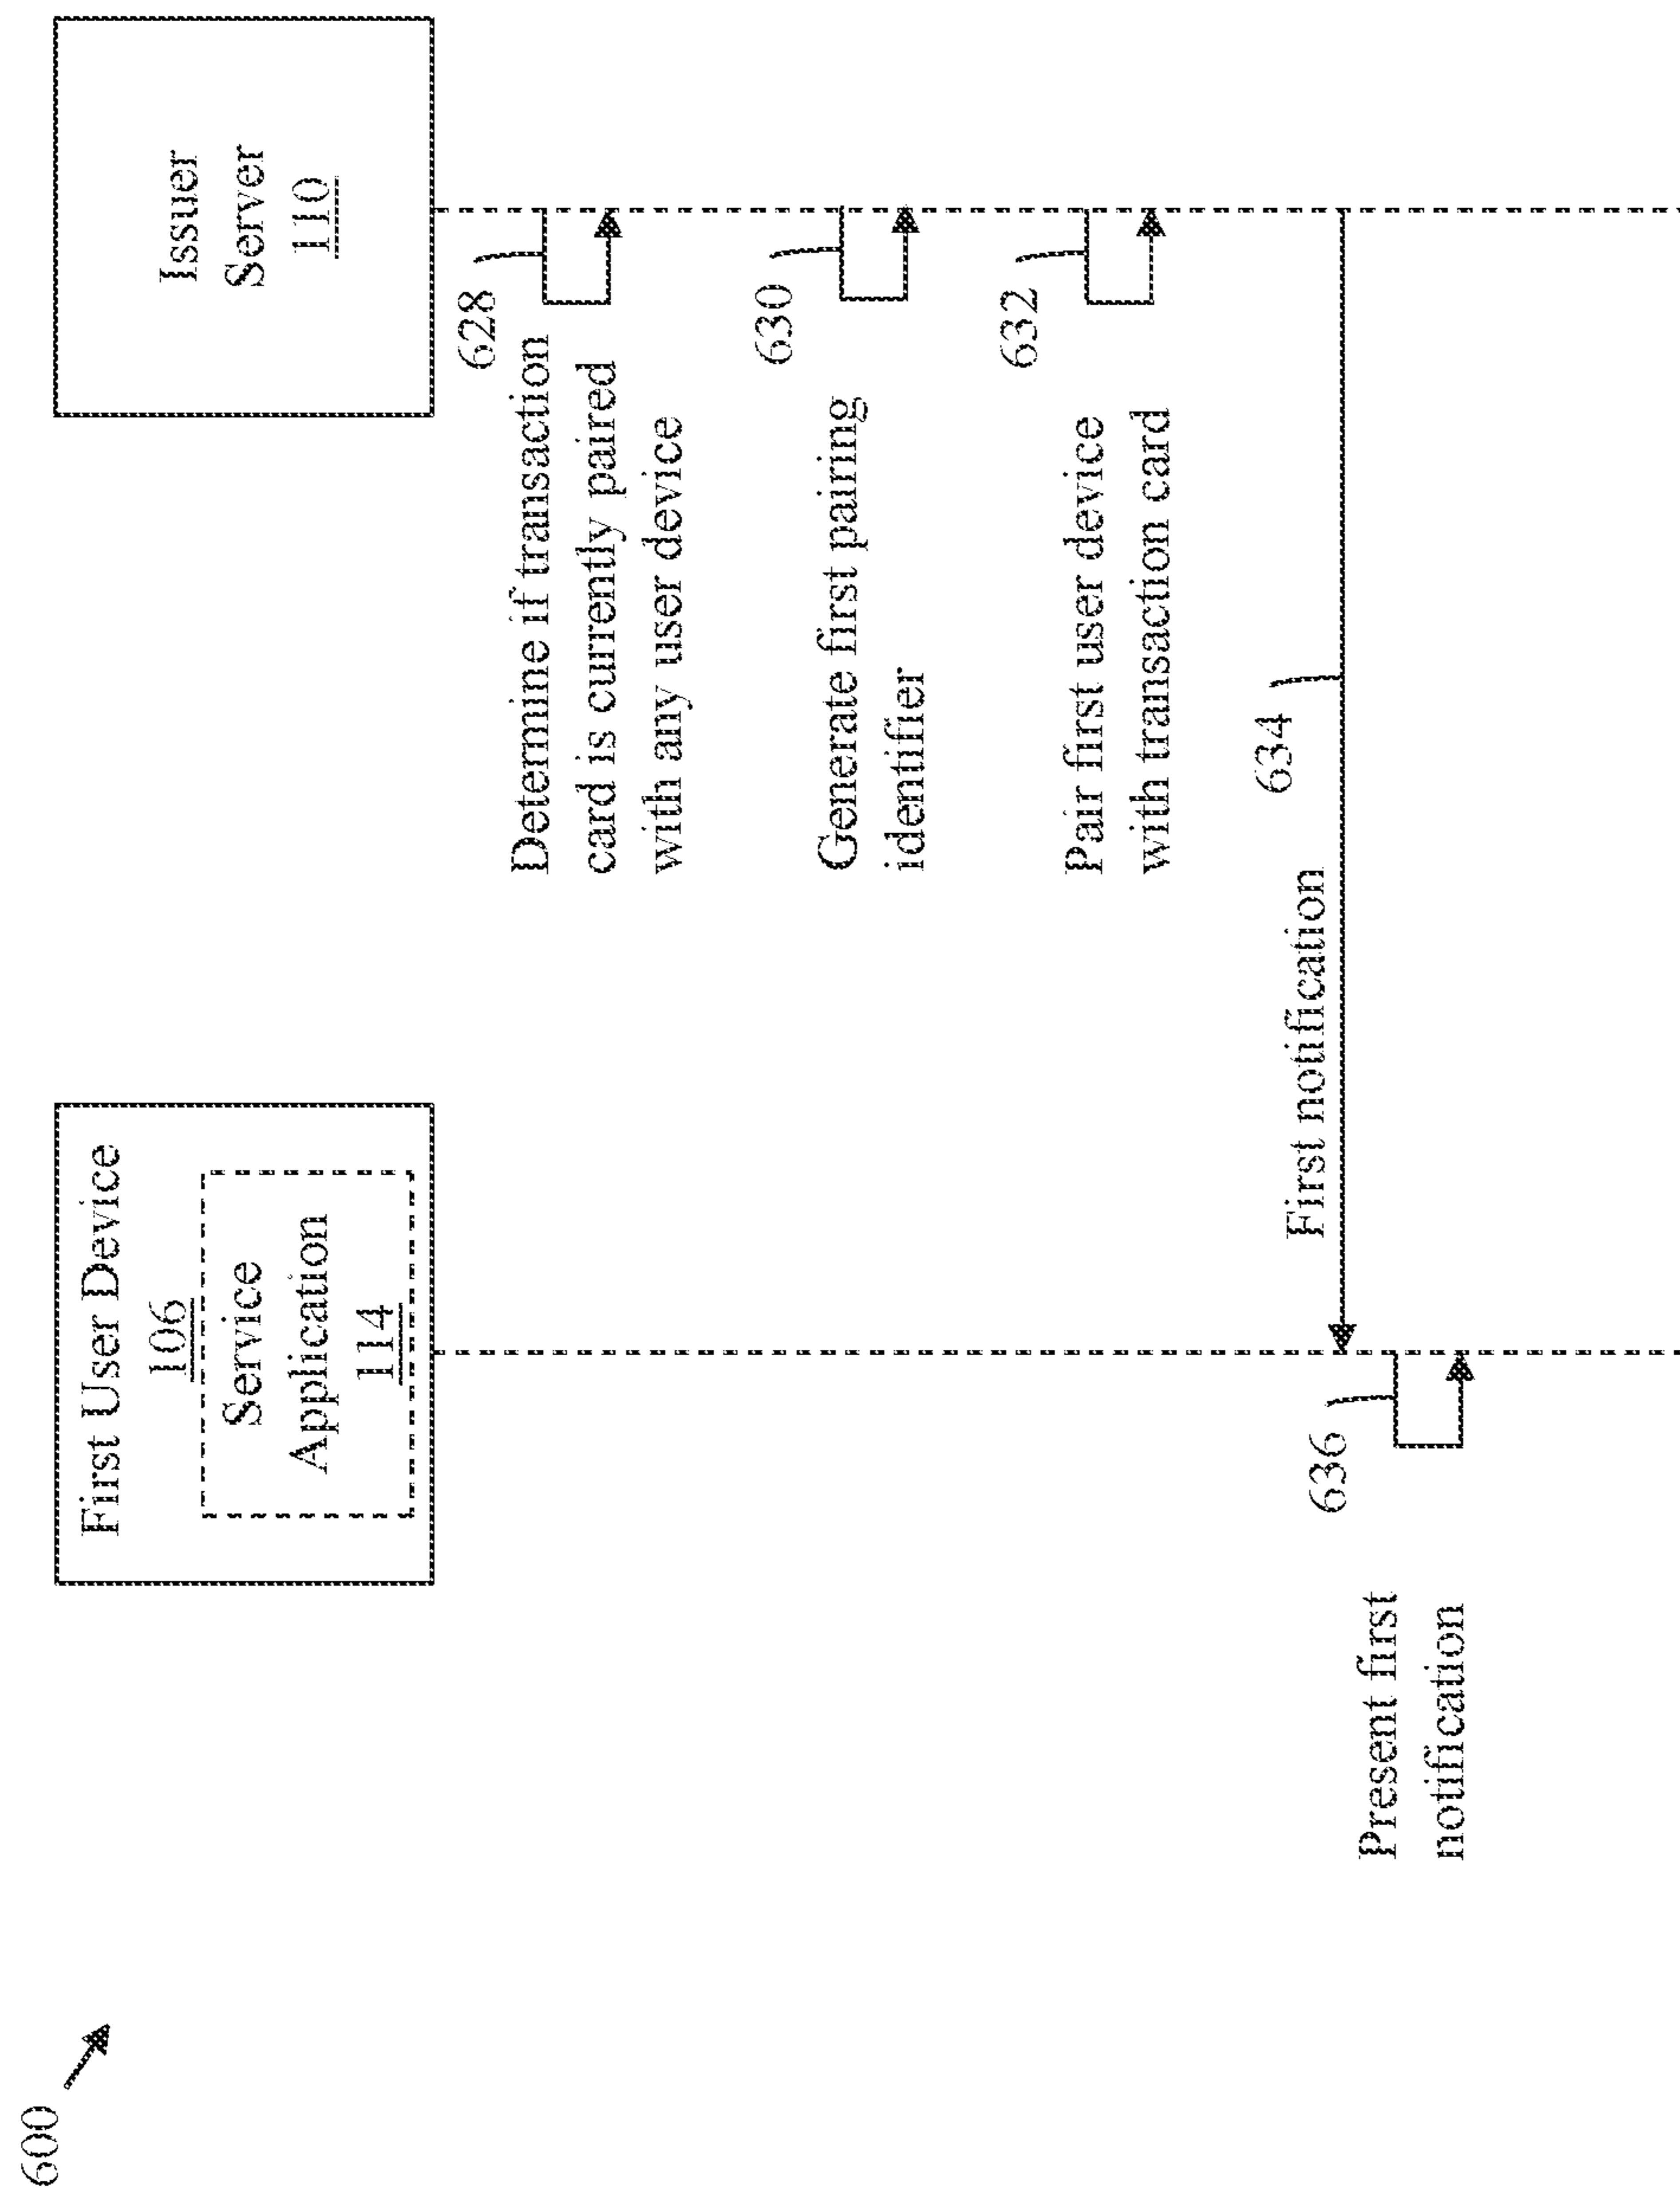 600
First User Device
106
Service
Application
114
Issuer
Server
110
628
Determine if transaction
card is currently paired
with any user device
630
Generate first pairing
identifier
632
Pair first user device
with transaction card
634
First notification
636
Present first
notification